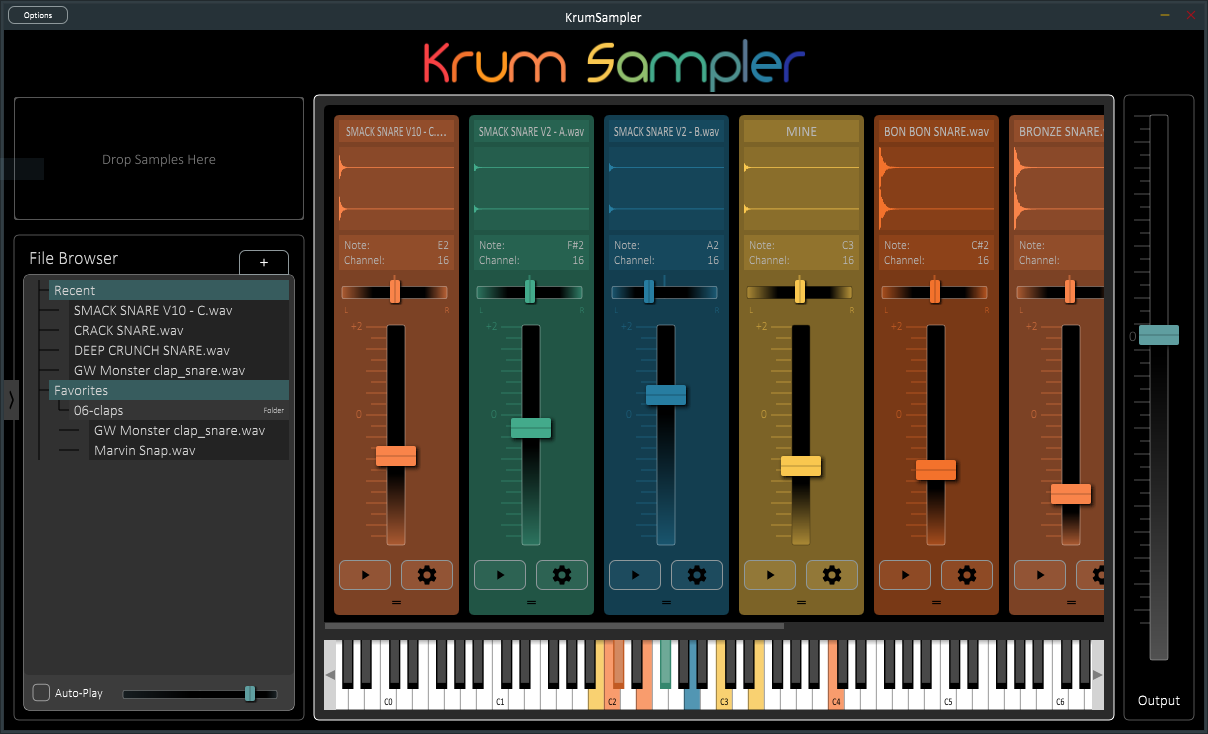 Options
KrumSampler
Krum Sampler
Drop Samples Here
File Browser
+
Recent
SMACK SNARE V10 - C.wav
CRACK SNARE.wav
DEEP CRUNCH SNARE.wav
GW Monster clap_snare.wav
Favorites
06-claps Folder
GW Monster clap_snare.wav
Marvin Snap.wav
Auto-Play
SMACK SNARE V10 - C....
Note: E2
Channel: 16
L R
+2
0
SMACK SNARE V2 - A.wav
Note: F#2
Channel: 16
L R
+2
0
SMACK SNARE V2 - B.wav
Note: A2
Channel: 16
L R
+2
0
MINE
Note: C3
Channel: 16
L R
+2
0
BON BON SNARE.wav
Note: C#2
Channel: 16
L R
+2
0
BRONZE SNARE.
Note:
Channel:
L
+2
0
C0 C1 C2 C3 C4 C5 C6
0
Output